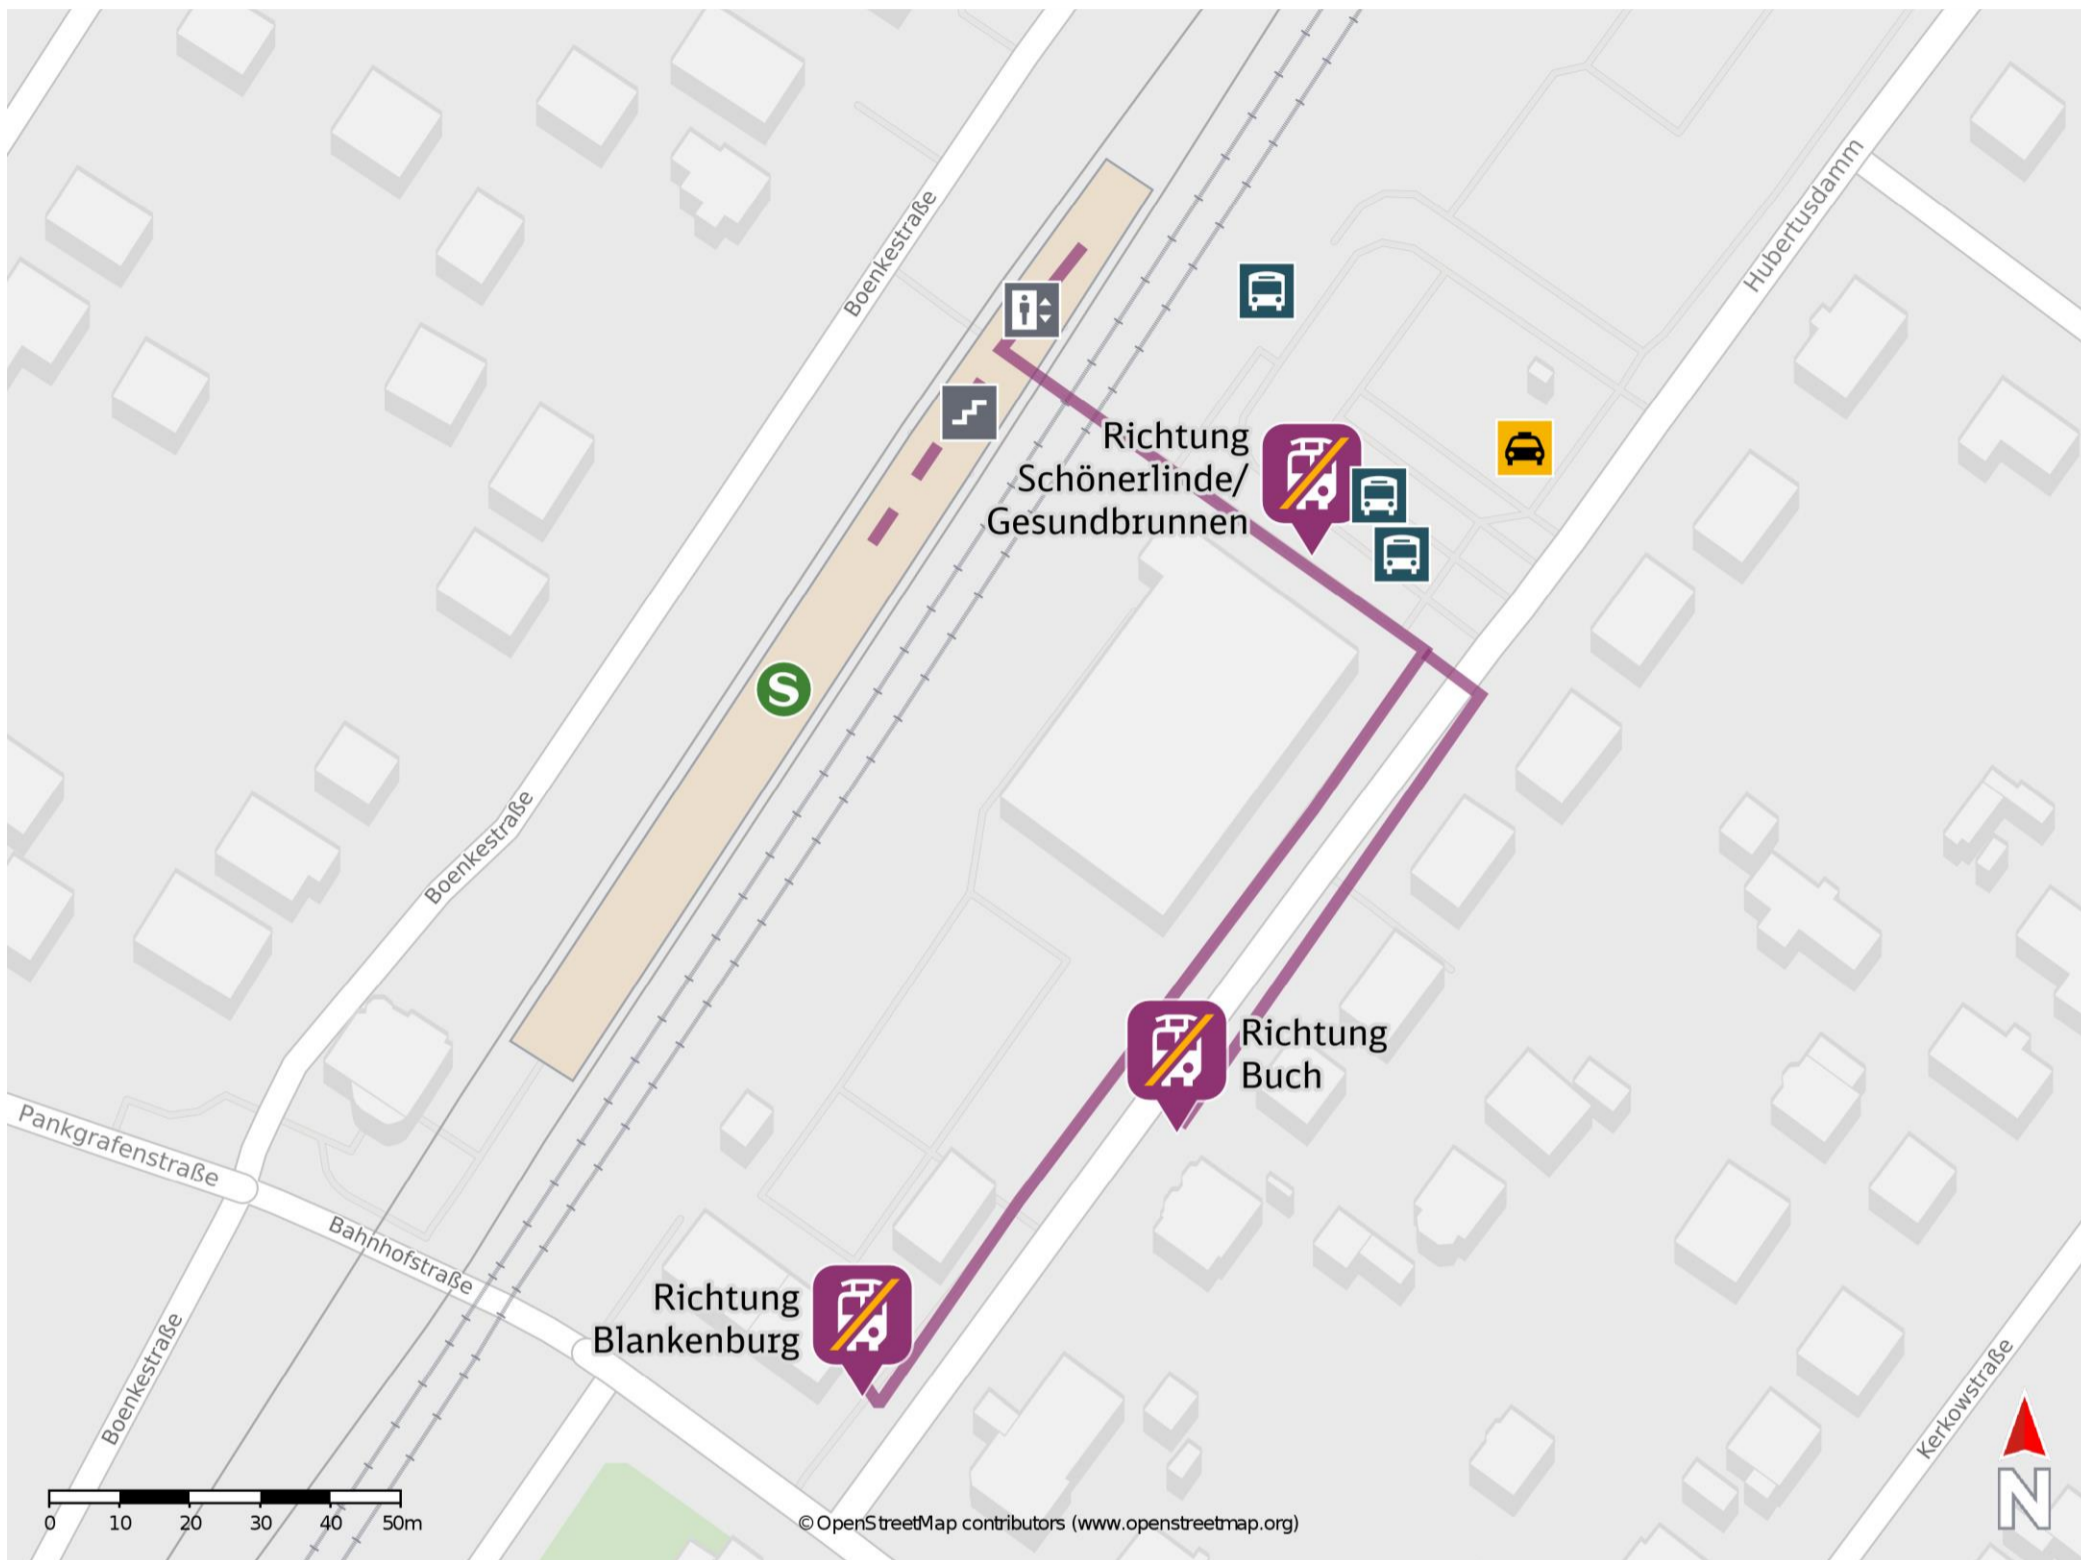 Boenkestraße
Hubertusdamm
Richtung
Schönerlinde/
Gesundbrunnen
S
Boenkestraße
Richtung
Buch
Pankgrafenstraße
Bahnhofstraße
Richtung
Blankenburg
Boenkestraße
Kerkowstraße
N
0 10 20 30 40 50m
© OpenStreetMap contributors (www.openstreetmap.org)